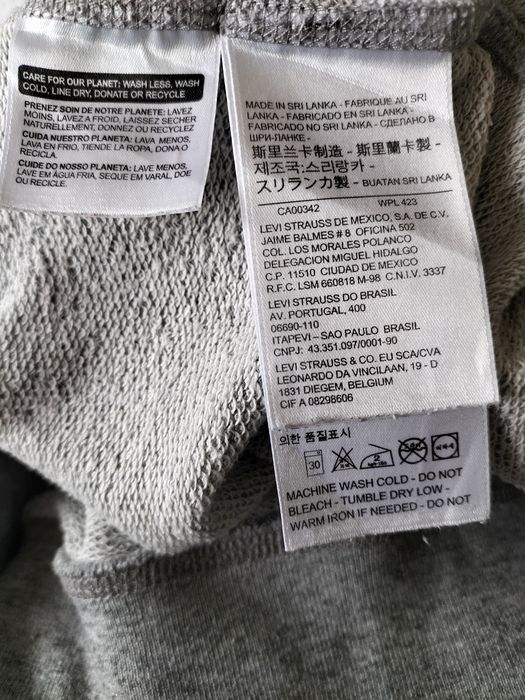 CARE FOR OUR PLANET: WASH LESS, WASH
COLD, LINE DRY, DONATE OR RECYCLE
PRENEZ SOIN DE NOTRE PLANETE: LAVEZ
MOINS, LAVEZ A FROID, LAISSEZ SECHER
NATURELLEMENT, DONNEZ OU RECYCLEZ
CUIDA NUESTRO PLANETA: LAVA MENOS,
LAVA EN FRIO, TIENDE LA ROPA, DONA O
RECICLA.
CUIDE DO NOSSO PLANETA: LAVE MENOS,
LAVE EM ÁGUA FRIA, SEQUE EM VARAL, DOE
OU RECICLE.
MADE IN SRI LANKA - FABRIQUE AU SRI
LANKA - FABRICADO EN SRI LANKA -
FABRICADO NO SRI LANKA - СДЕЛАНО В
ШРИ-ЛАНКЕ -
斯里兰卡制造 - 斯里蘭卡製 -
제조국:스리랑카 -
スリランカ製 - BUATAN SRI LANKA
CA00342 WPL 423
LEVI STRAUSS DE MEXICO, S.A. DE C.V.
JAIME BALMES # 8 OFICINA 502
COL. LOS MORALES POLANCO
DELEGACION MIGUEL HIDALGO
C.P. 11510 CIUDAD DE MEXICO
R.F.C. LSM 660818 M-98 C.N.I.V. 3337
LEVI STRAUSS DO BRASIL
AV. PORTUGAL, 400
06690-110
ITAPEVI – SAO PAULO BRASIL
CNPJ: 43.351.097/0001-90
LEVI STRAUSS & CO. EU SCA/CVA
LEONARDO DA VINCILAAN, 19 - D
1831 DIEGEM, BELGIUM
CIF A 08298606
의한 품질표시
30 2
MACHINE WASH COLD - DO NOT
BLEACH - TUMBLE DRY LOW -
WARM IRON IF NEEDED - DO NOT